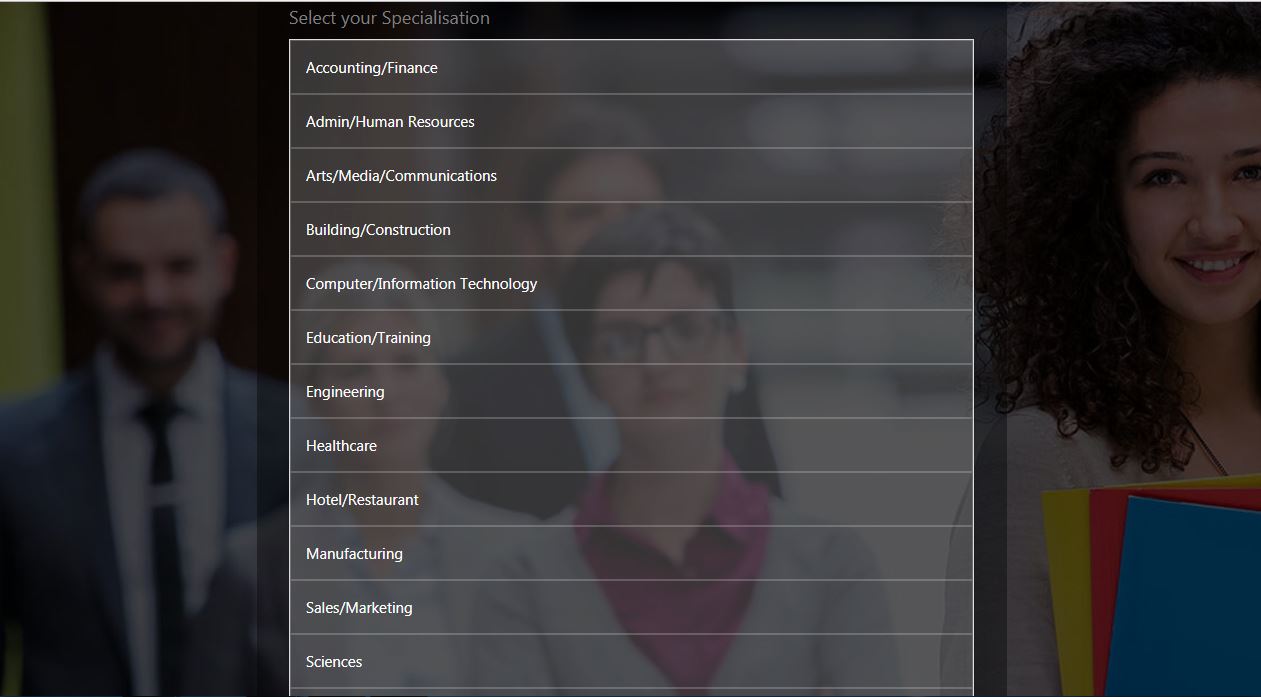 Select your Specialisation
Accounting/Finance
Admin/Human Resources
Arts/Media/Communications
Building/Construction
Computer/Information Technology
Education/Training
Engineering
Healthcare
Hotel/Restaurant
Manufacturing
Sales/Marketing
Sciences